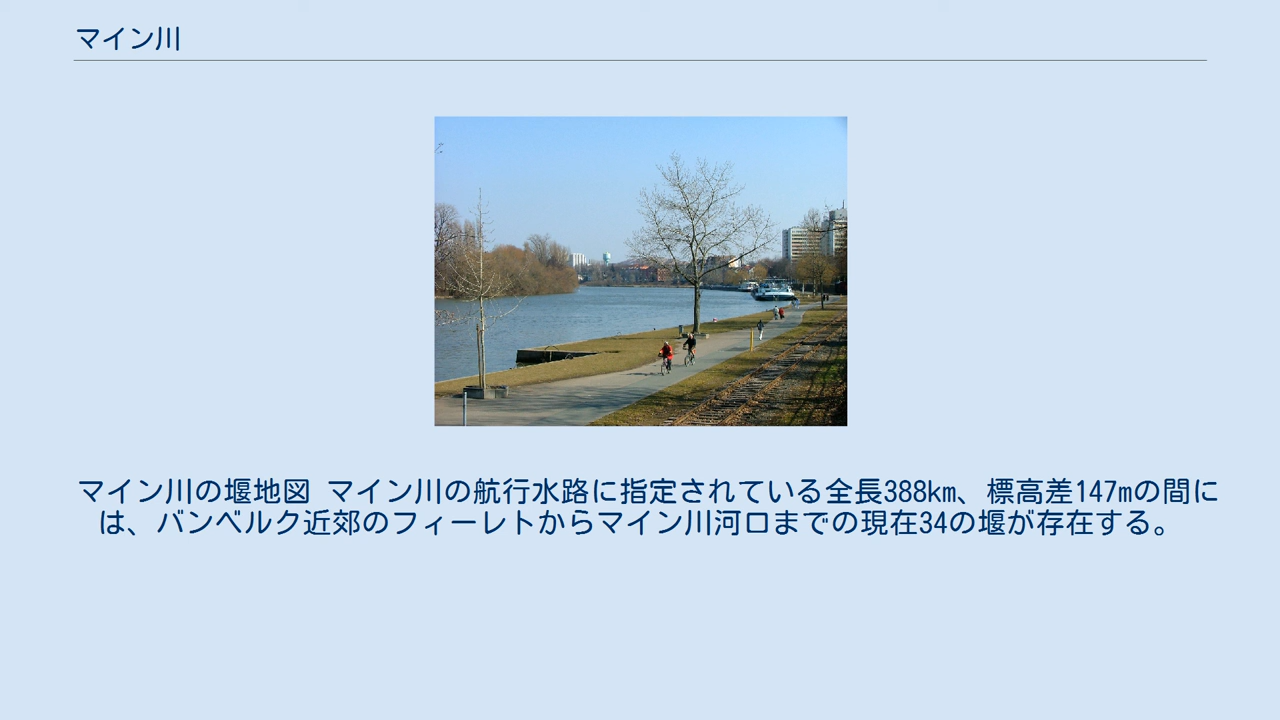 マイン川
マイン川の堰地図 マイン川の航行水路に指定されている全長388km、標高差147mの間に
は、バンベルク近郊のフィーレトからマイン川河口までの現在34の堰が存在する。